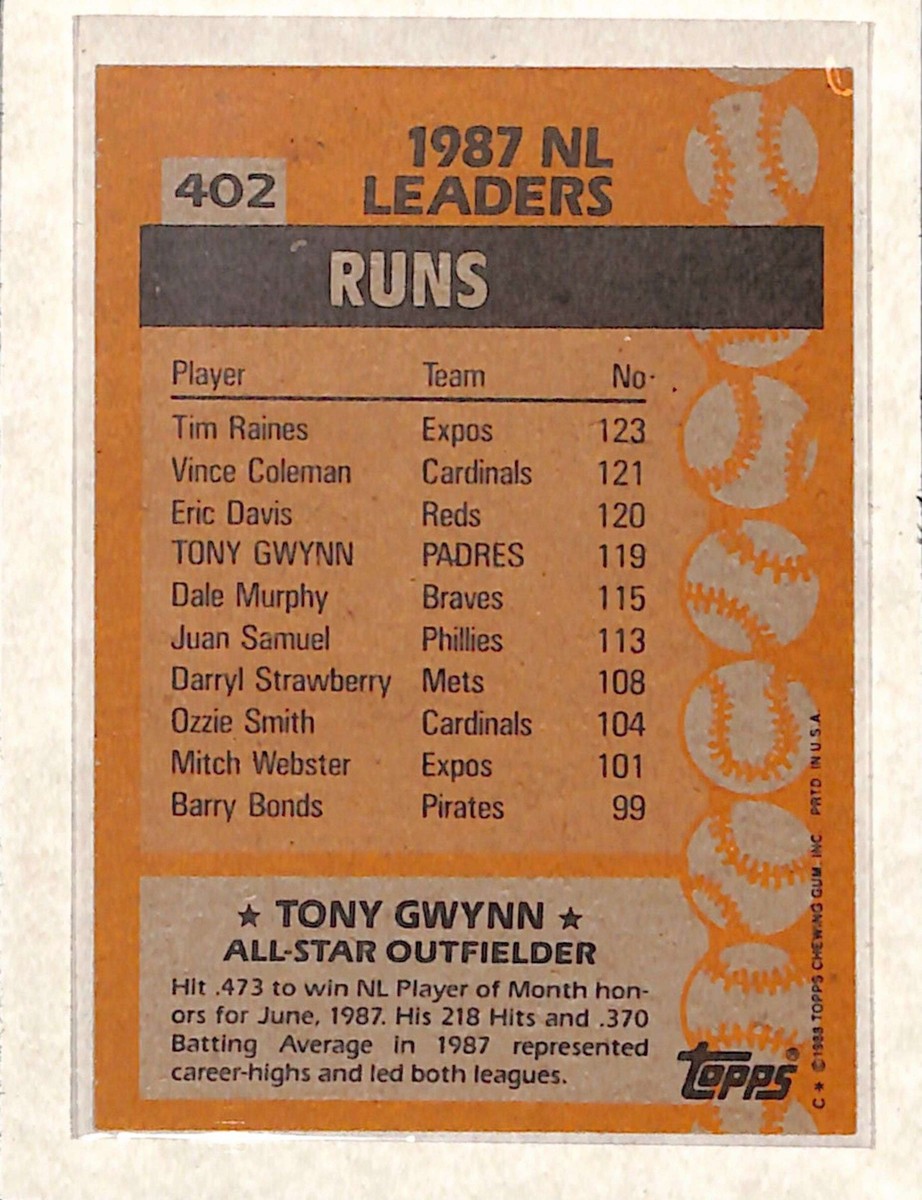 402
1987 NL
LEADERS
RUNS
Player Team No.
Tim Raines Expos 123
Vince Coleman Cardinals 121
Eric Davis Reds 120
TONY GWYNN PADRES 119
Dale Murphy Braves 115
Juan Samuel Phillies 113
Darryl Strawberry Mets 108
Ozzie Smith Cardinals 104
Mitch Webster Expos 101
Barry Bonds Pirates 99
★ TONY GWYNN ★
ALL-STAR OUTFIELDER
Hit .473 to win NL Player of Month hon-
ors for June, 1987. His 218 Hits and .370
Batting Average in 1987 represented
career-highs and led both leagues.
Topps®
C * ©1988 TOPPS CHEWING GUM, INC PRTD IN U.S.A.